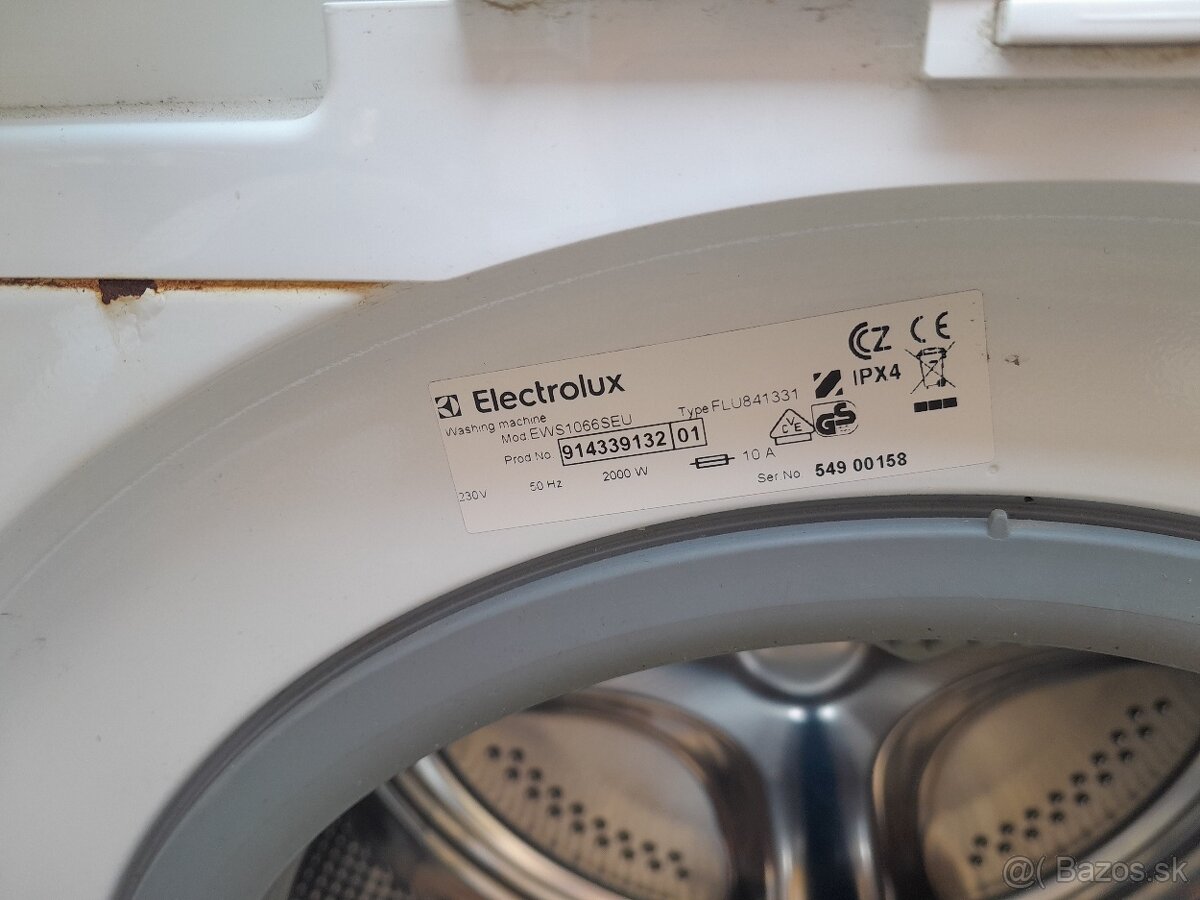 Electrolux
Washing machine
Mod. EWS1066SEU Type FLU841331
Prod No. 914339132 01
230V 50 Hz 2000 W 10 A
Ser.No. 549 00158
CZ CE
IPX4
CVE GS
@( Bazos.sk